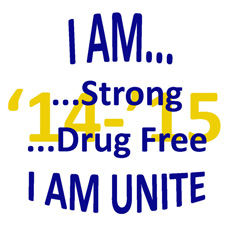 I AM...
...Strong
‘14-’15
...Drug Free
I AM UNITE